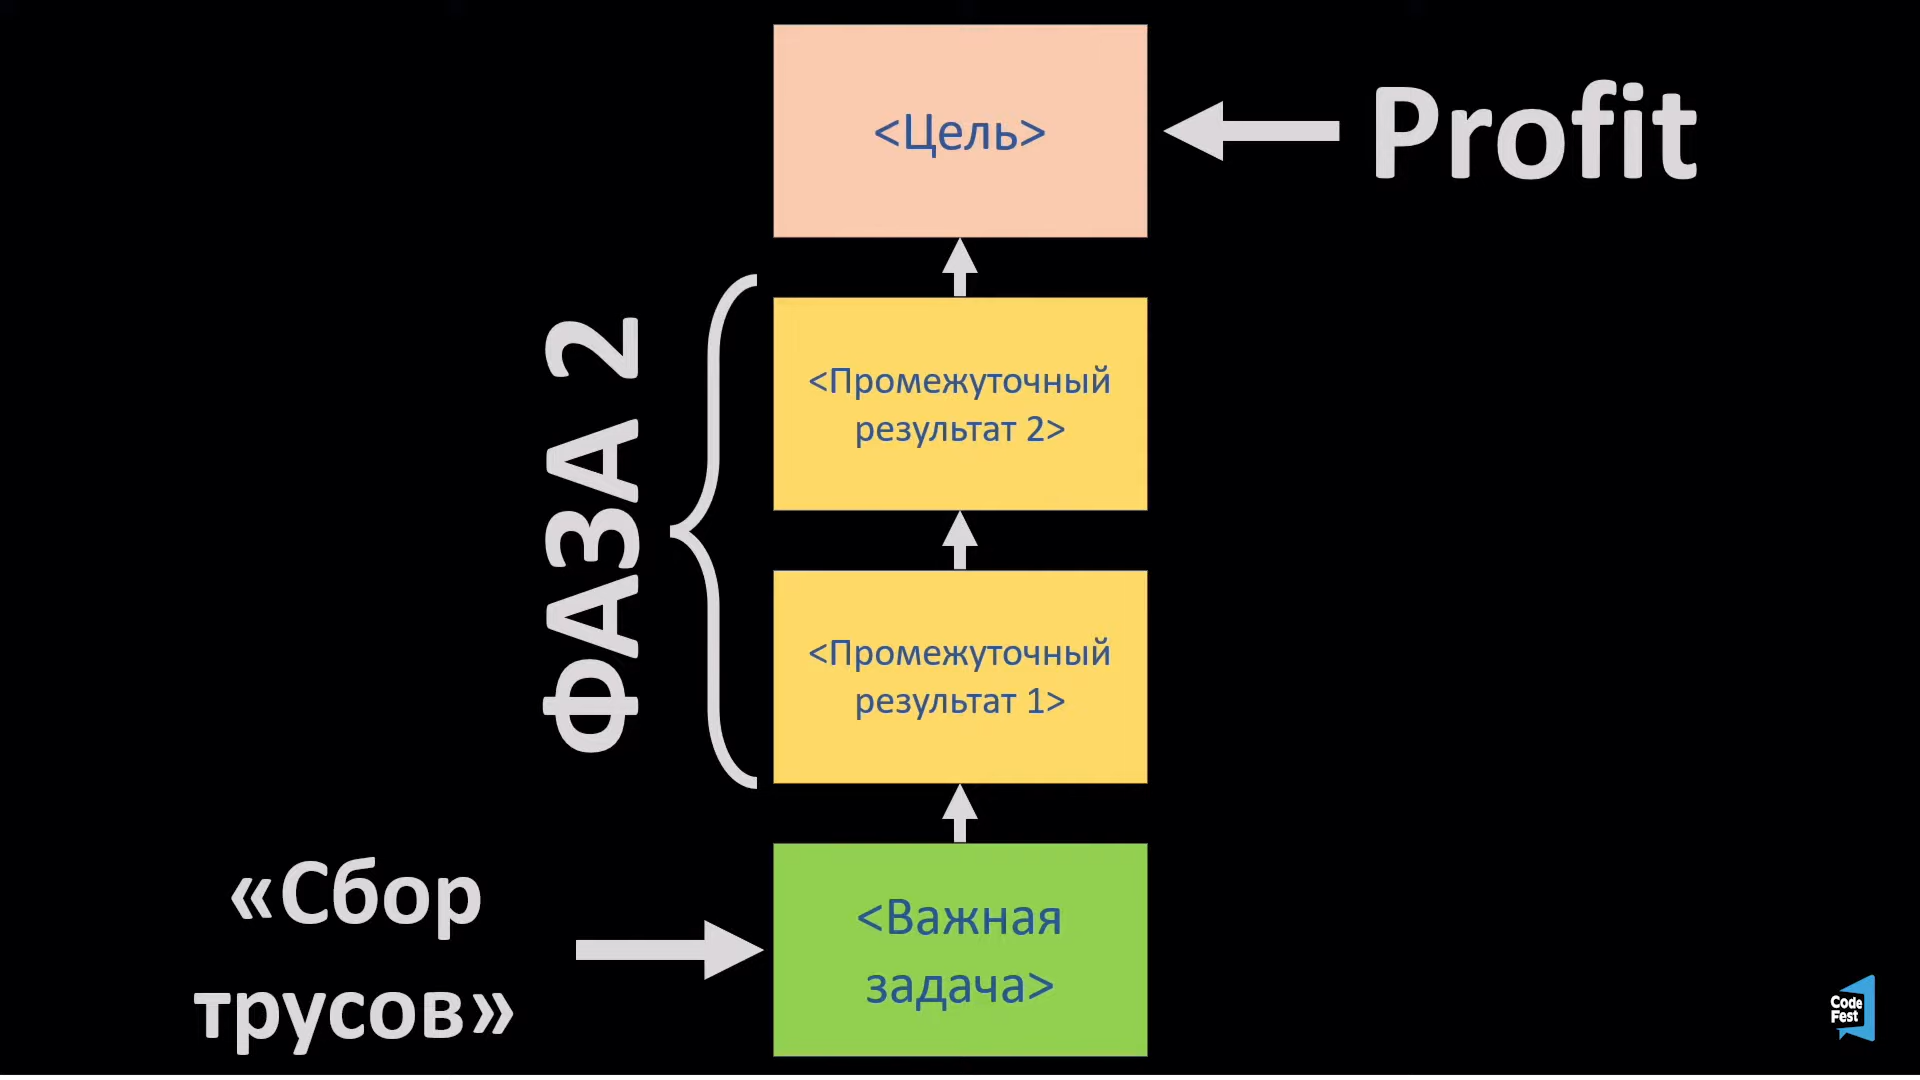 <Цель>
Profit
ФАЗА 2
<Промежуточный
результат 2>
<Промежуточный
результат 1>
«Сбор
трусов»
<Важная
задача>
Code
Fest